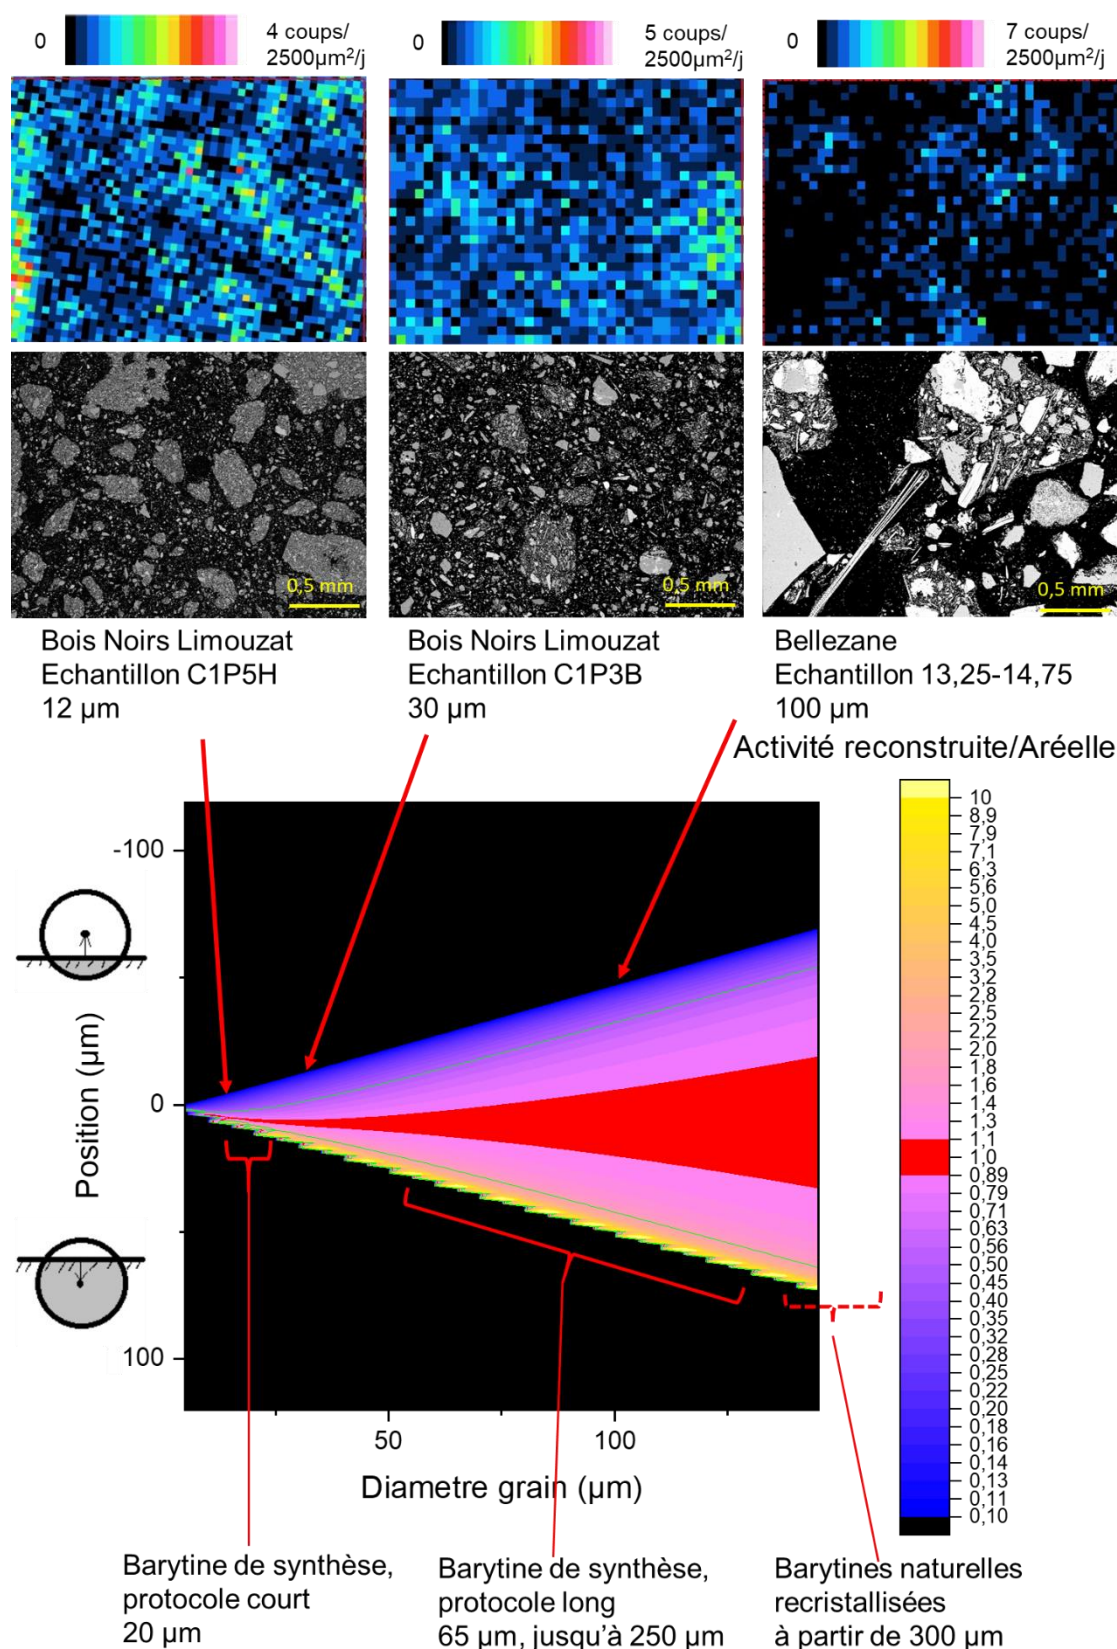 0
4 coups/
2500µm²/j
0
5 coups/
2500µm²/j
0
7 coups/
2500µm²/j
0,5 mm
0,5 mm
0,5 mm
Bois Noirs Limouzat
Echantillon C1P5H
12 µm
Bois Noirs Limouzat
Echantillon C1P3B
30 µm
Bellezane
Echantillon 13,25-14,75
100 µm
Activité reconstruite/Aréelle
10
8,9
7,9
7,1
6,3
5,6
5,0
4,5
4,0
3,5
3,2
2,8
2,5
2,2
2,0
1,8
1,6
1,4
1,3
1,1
1,0
0,89
0,79
0,71
0,63
0,56
0,50
0,45
0,40
0,35
0,32
0,28
0,25
0,22
0,20
0,18
0,16
0,14
0,13
0,11
0,10
Position (µm)
-100
0
100
50
100
Diametre grain (µm)
Barytine de synthèse,
protocole court
20 µm
Barytine de synthèse,
protocole long
65 µm, jusqu'à 250 µm
Barytines naturelles
recristallisées
à partir de 300 µm